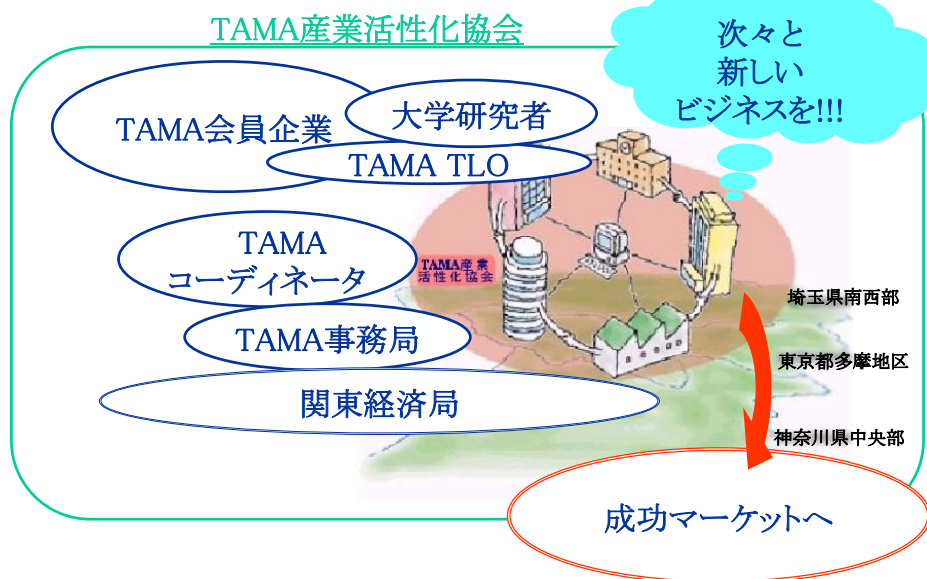 TAMA産業活性化協会
次々と
新しい
ビジネスを!!!
TAMA会員企業
大学研究者
TAMA TLO
TAMA
コーディネータ
TAMA産業
活性化協会
TAMA事務局
関東経済局
埼玉県南西部
東京都多摩地区
神奈川県中央部
成功マーケットへ